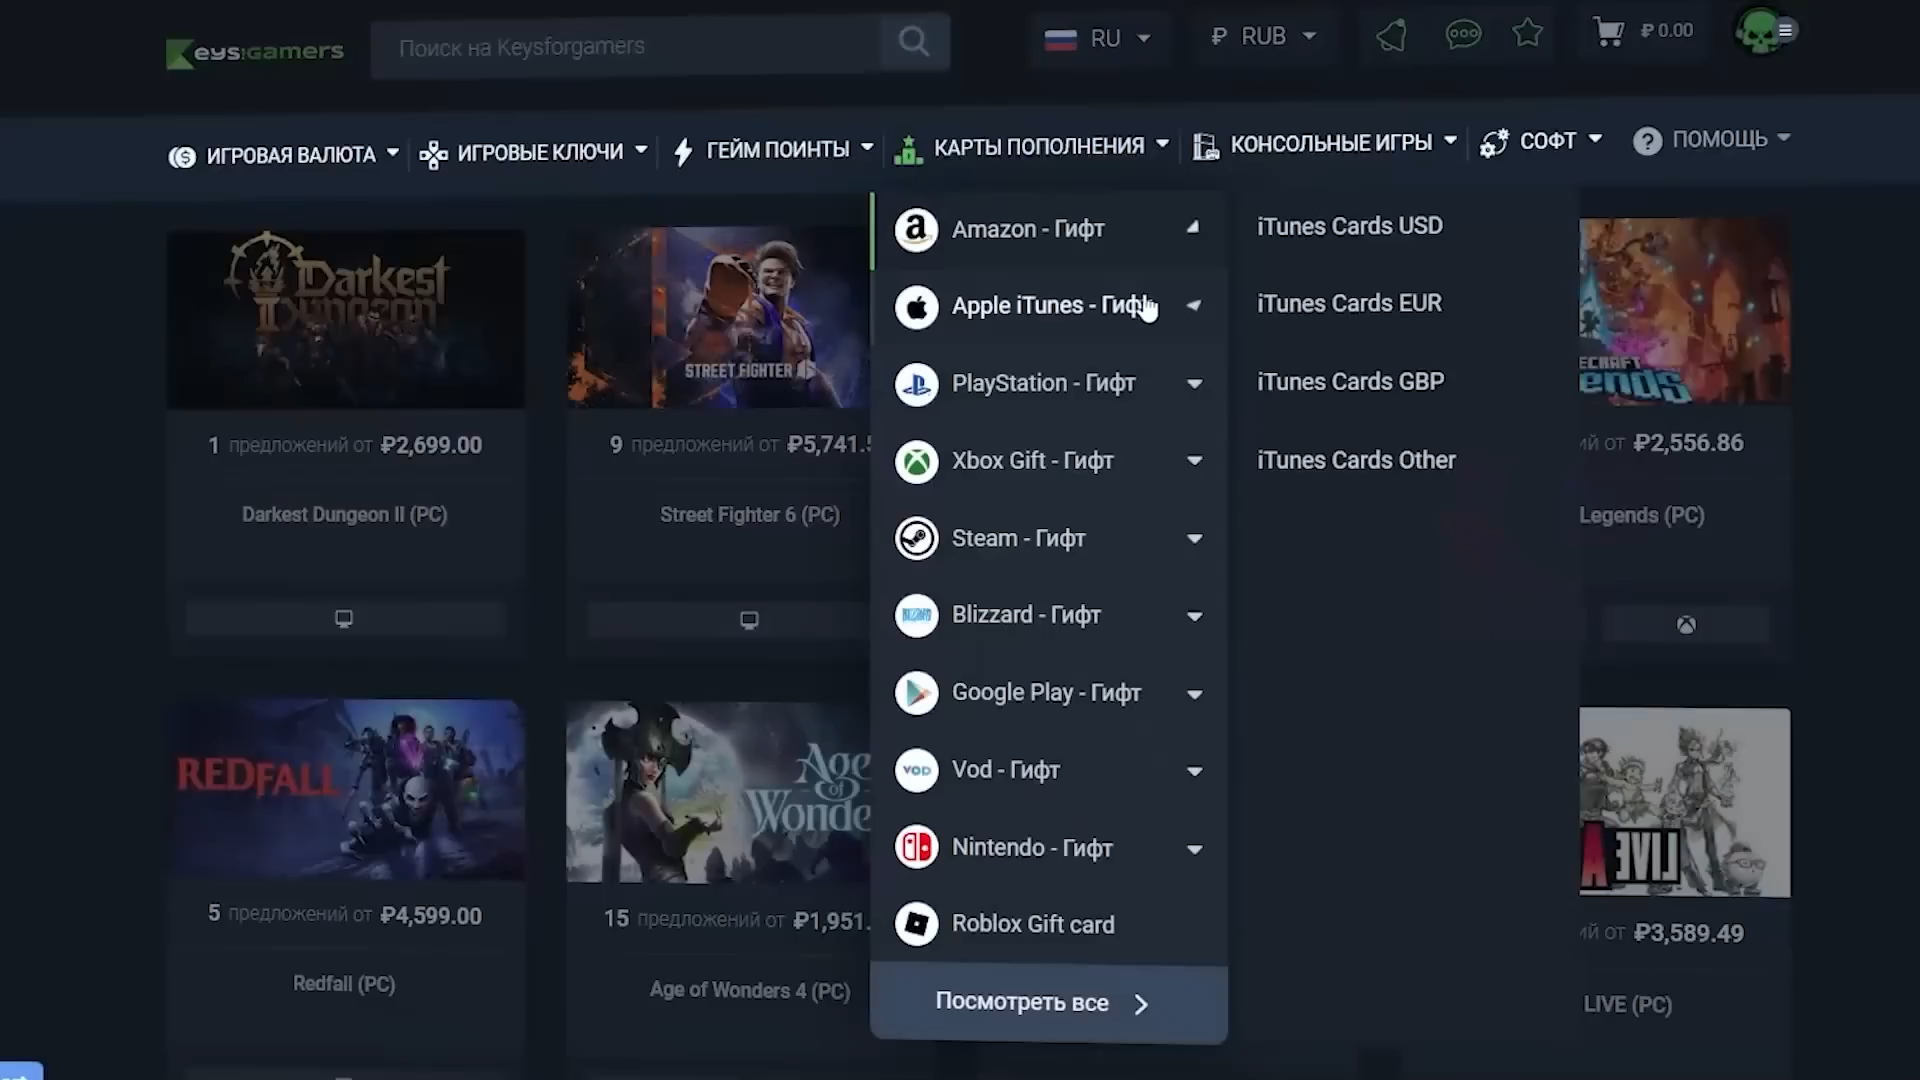 Keysforgamers
Поиск на Keysforgamers
RU
₽ RUB
₽ 0.00
ИГРОВАЯ ВАЛЮТА
ИГРОВЫЕ КЛЮЧИ
ГЕЙМ ПОИНТЫ
КАРТЫ ПОПОЛНЕНИЯ
КОНСОЛЬНЫЕ ИГРЫ
СОФТ
? ПОМОЩЬ
Amazon - Гифт
Apple iTunes - Гифт
PlayStation - Гифт
Xbox Gift - Гифт
Steam - Гифт
Blizzard - Гифт
Google Play - Гифт
VOD
Vod - Гифт
Nintendo - Гифт
Roblox Gift card
Посмотреть все
iTunes Cards USD
iTunes Cards EUR
iTunes Cards GBP
iTunes Cards Other
Darkest
Dungeon
1 предложений от ₽2,699.00
Darkest Dungeon II (PC)
STREET FIGHTER 6
9 предложений от ₽5,741.5
Street Fighter 6 (PC)
ECRAFT
ends
ий от ₽2,556.86
Legends (PC)
REDFALL
5 предложений от ₽4,599.00
Redfall (PC)
Age
of
Wonde
15 предложений от ₽1,951.
Age of Wonders 4 (PC)
LIVE A
ий от ₽3,589.49
LIVE (PC)